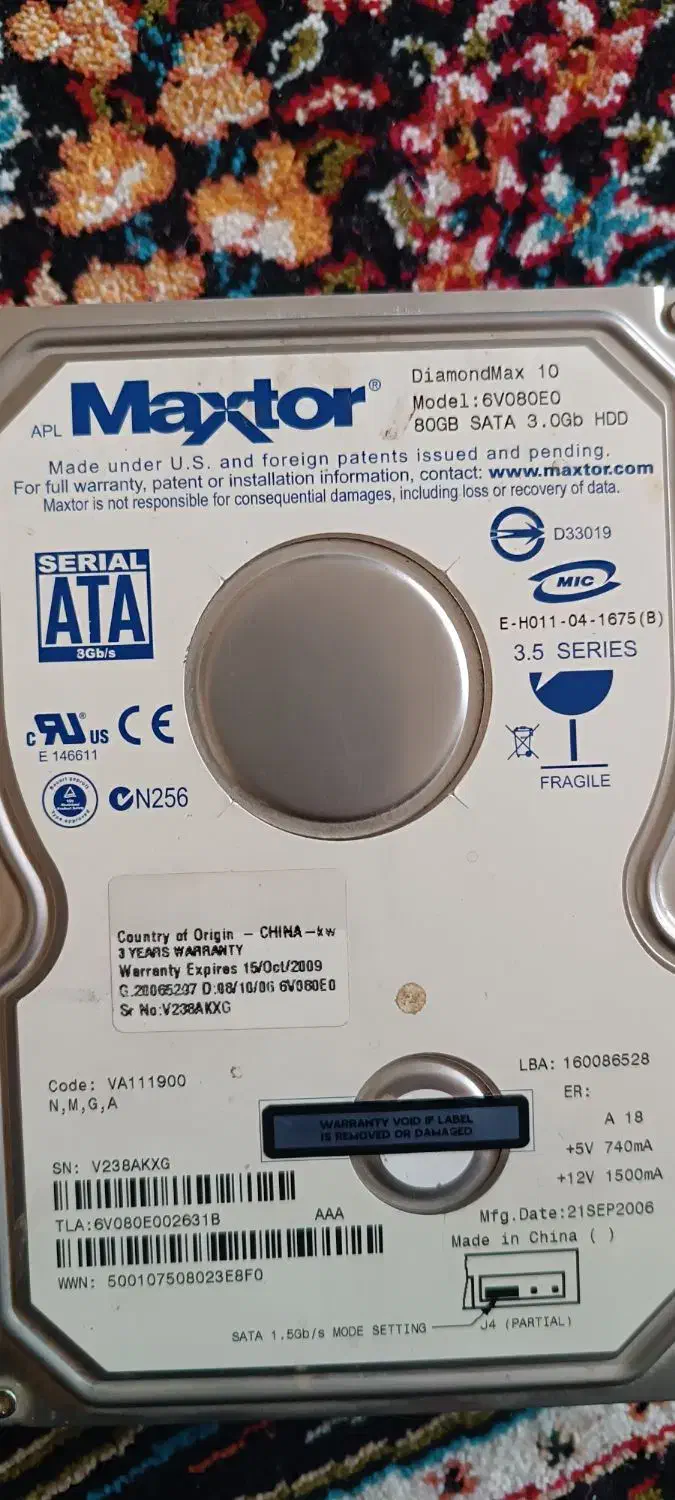 APL Maxtor®
DiamondMax 10
Model:6V080E0
80GB SATA 3.0Gb HDD
Made under U.S. and foreign patents issued and pending.
For full warranty, patent or installation information, contact: www.maxtor.com
Maxtor is not responsible for consequential damages, including loss or recovery of data.
SERIAL
ATA
3Gb/s
D33019
MIC
E-H011-04-1675(B)
3.5 SERIES
FRAGILE
c RU® US CE
E 146611
N256
Country of Origin - CHINA -kw
3 YEARS WARRANTY
Warranty Expires 15/Oct/2009
G.20065297 D:08/10/06 6V080E0
Sr No:V238AKXG
Code: VA111900
N,M,G,A
WARRANTY VOID IF LABEL
IS REMOVED OR DAMAGED
LBA: 160086528
ER:
A 18
+5V 740mA
+12V 1500mA
SN: V238AKXG
TLA:6V080E002631B AAA
WWN: 500107508023E8F0
Mfg.Date:21SEP2006
Made in China ( )
SATA 1.5Gb/s MODE SETTING
J4 (PARTIAL)